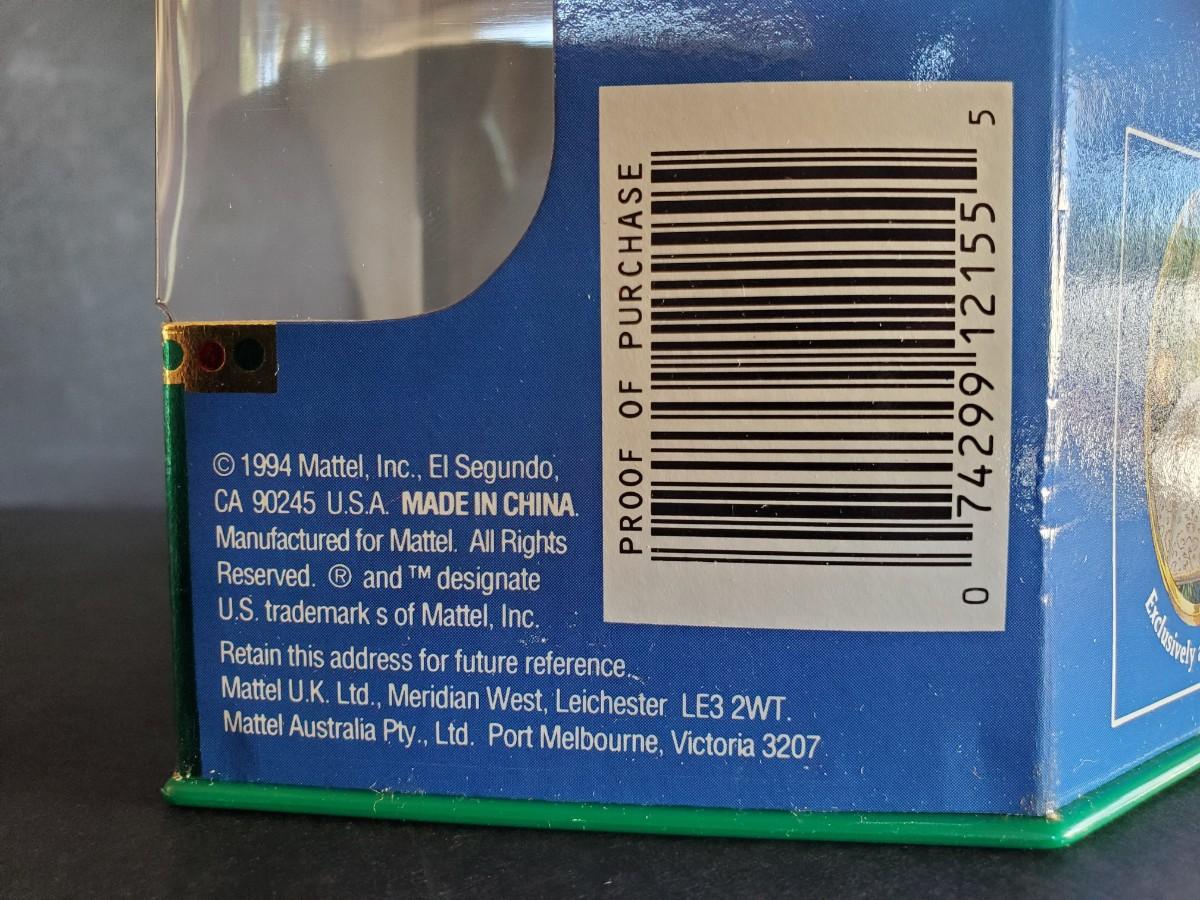 © 1994 Mattel, Inc., El Segundo,
CA 90245 U.S.A. MADE IN CHINA.
Manufactured for Mattel. All Rights
Reserved. ® and ™ designate
U.S. trademark s of Mattel, Inc.
Retain this address for future reference.
Mattel U.K. Ltd., Meridian West, Leichester LE3 2WT.
Mattel Australia Pty., Ltd. Port Melbourne, Victoria 3207
PROOF OF PURCHASE
0 74299 12155 5
Exclusively